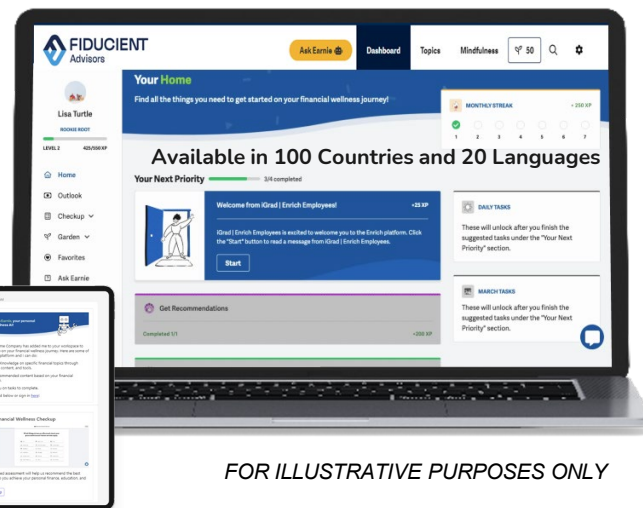 FIDUCIENT
Advisors
Ask Earnie
Dashboard
Topics
Mindfulness
50
Lisa Turtle
ROOKIE ROOT
LEVEL 2 425/500 XP
Home
Outlook
Checkup
Garden
Favorites
Ask Earnie
Your Home
Find all the things you need to get started on your financial wellness journey!
MONTHLY STREAK + 250 XP
1 2 3 4 5 6 7
Available in 100 Countries and 20 Languages
Your Next Priority 3/4 completed
Welcome from iGrad | Enrich Employees! +25 XP
iGrad | Enrich Employees is excited to welcome you to the Enrich platform. Click
the "Start" button to read a message from iGrad | Enrich Employees.
Start
Get Recommendations
Completed 1/1 +250 XP
DAILY TASKS
These will unlock after you finish the
suggested tasks under the "Your Next
Priority" section.
MARCH TASKS
These will unlock after you finish the
suggested tasks under the "Your Next
Priority" section.
nancial Wellness Checkup
FOR ILLUSTRATIVE PURPOSES ONLY